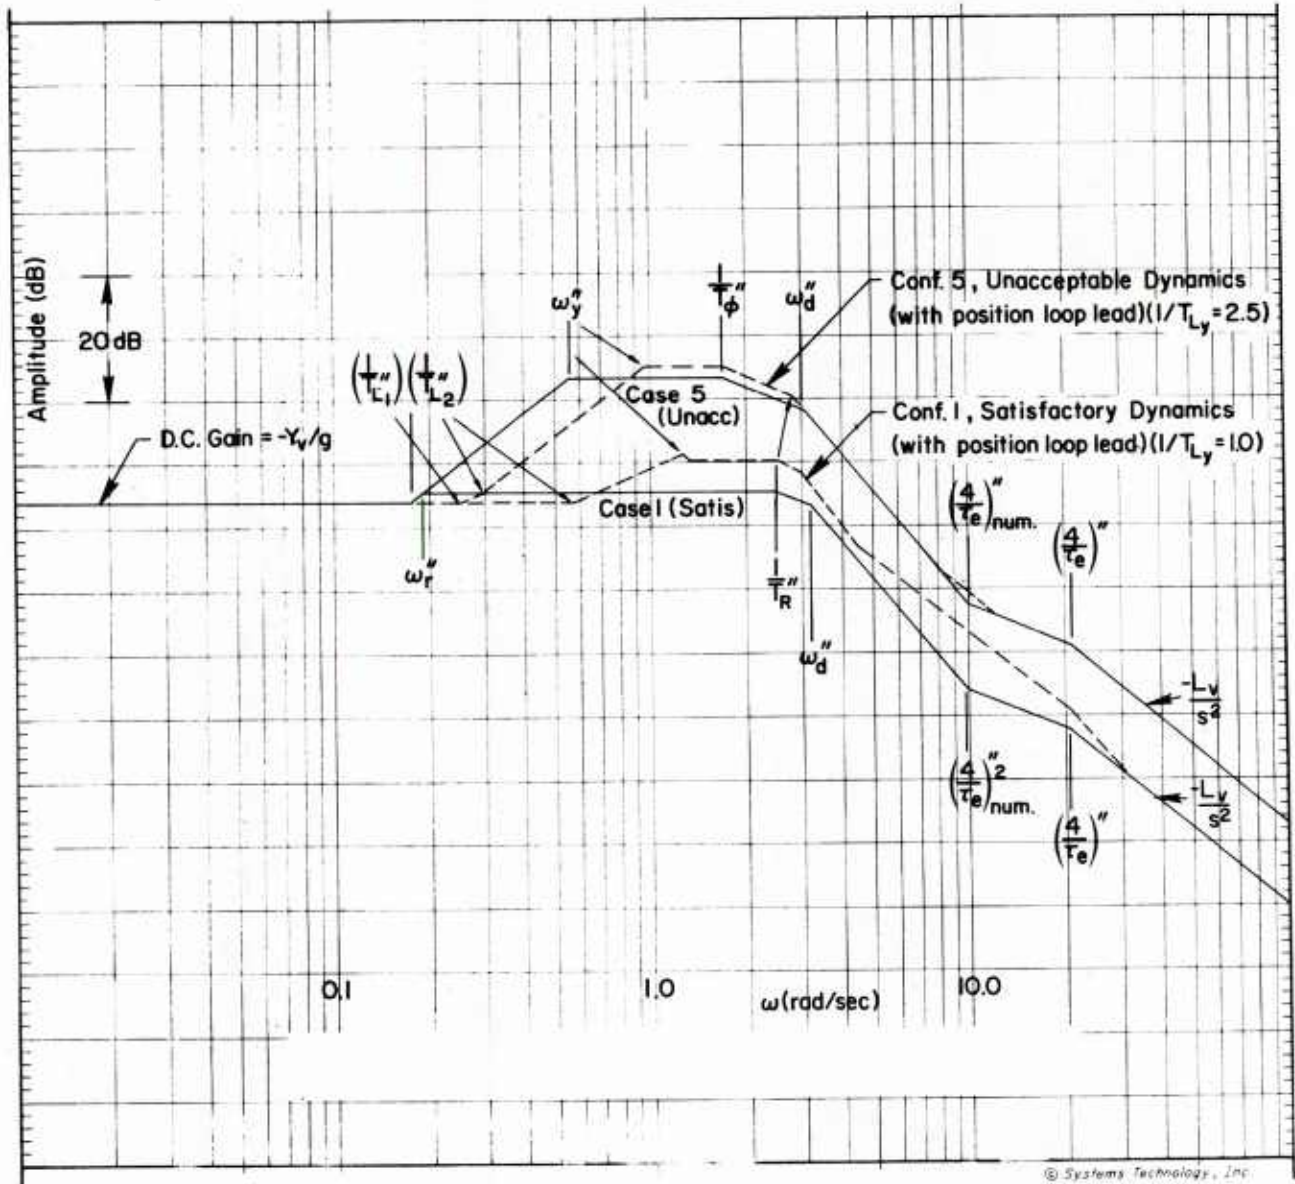 Amplitude (dB)
20 dB
D.C. Gain = -Y_v/g
(1/T"_L1) (1/T"_L2)
ω"_y
1/T"_φ
ω"_d
Conf. 5, Unacceptable Dynamics
(with position loop lead)(1/T_Ly=2.5)
Case 5
(Unacc)
Conf. 1, Satisfactory Dynamics
(with position loop lead)(1/T_Ly=1.0)
Case 1 (Satis)
ω"_r
1/T"_R
ω"_d
(4/τ_e)"_num.
(4/τ_e)"
-L_v/s²
(4/τ_e)"²_num.
(4/τ_e)"
-L_v/s²
0.1
1.0
10.0
ω(rad/sec)
© Systems Technology, Inc